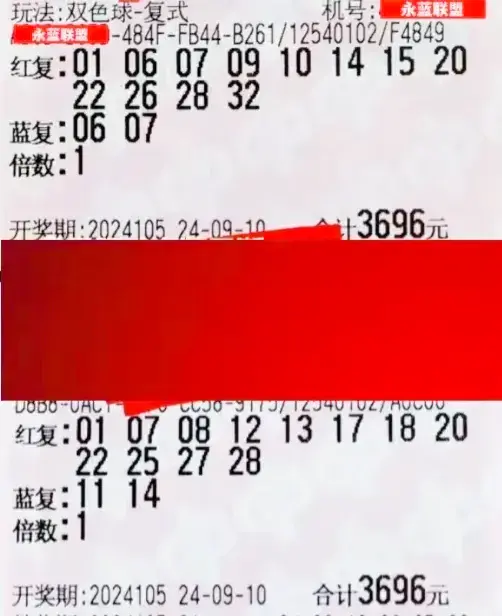 玩法:双色球-复式 机号: 永蓝联盟
永蓝联盟 -484F-FB44-B261/12540102/F4849
红复:01 06 07 09 10 14 15 20
22 26 28 32
蓝复:06 07
倍数:1
开奖期:2024105 24-09-10 合计3696元
红复:01 07 08 12 13 17 18 20
22 25 27 28
蓝复:11 14
倍数:1
开奖期:2024105 24-09-10 合计3696元